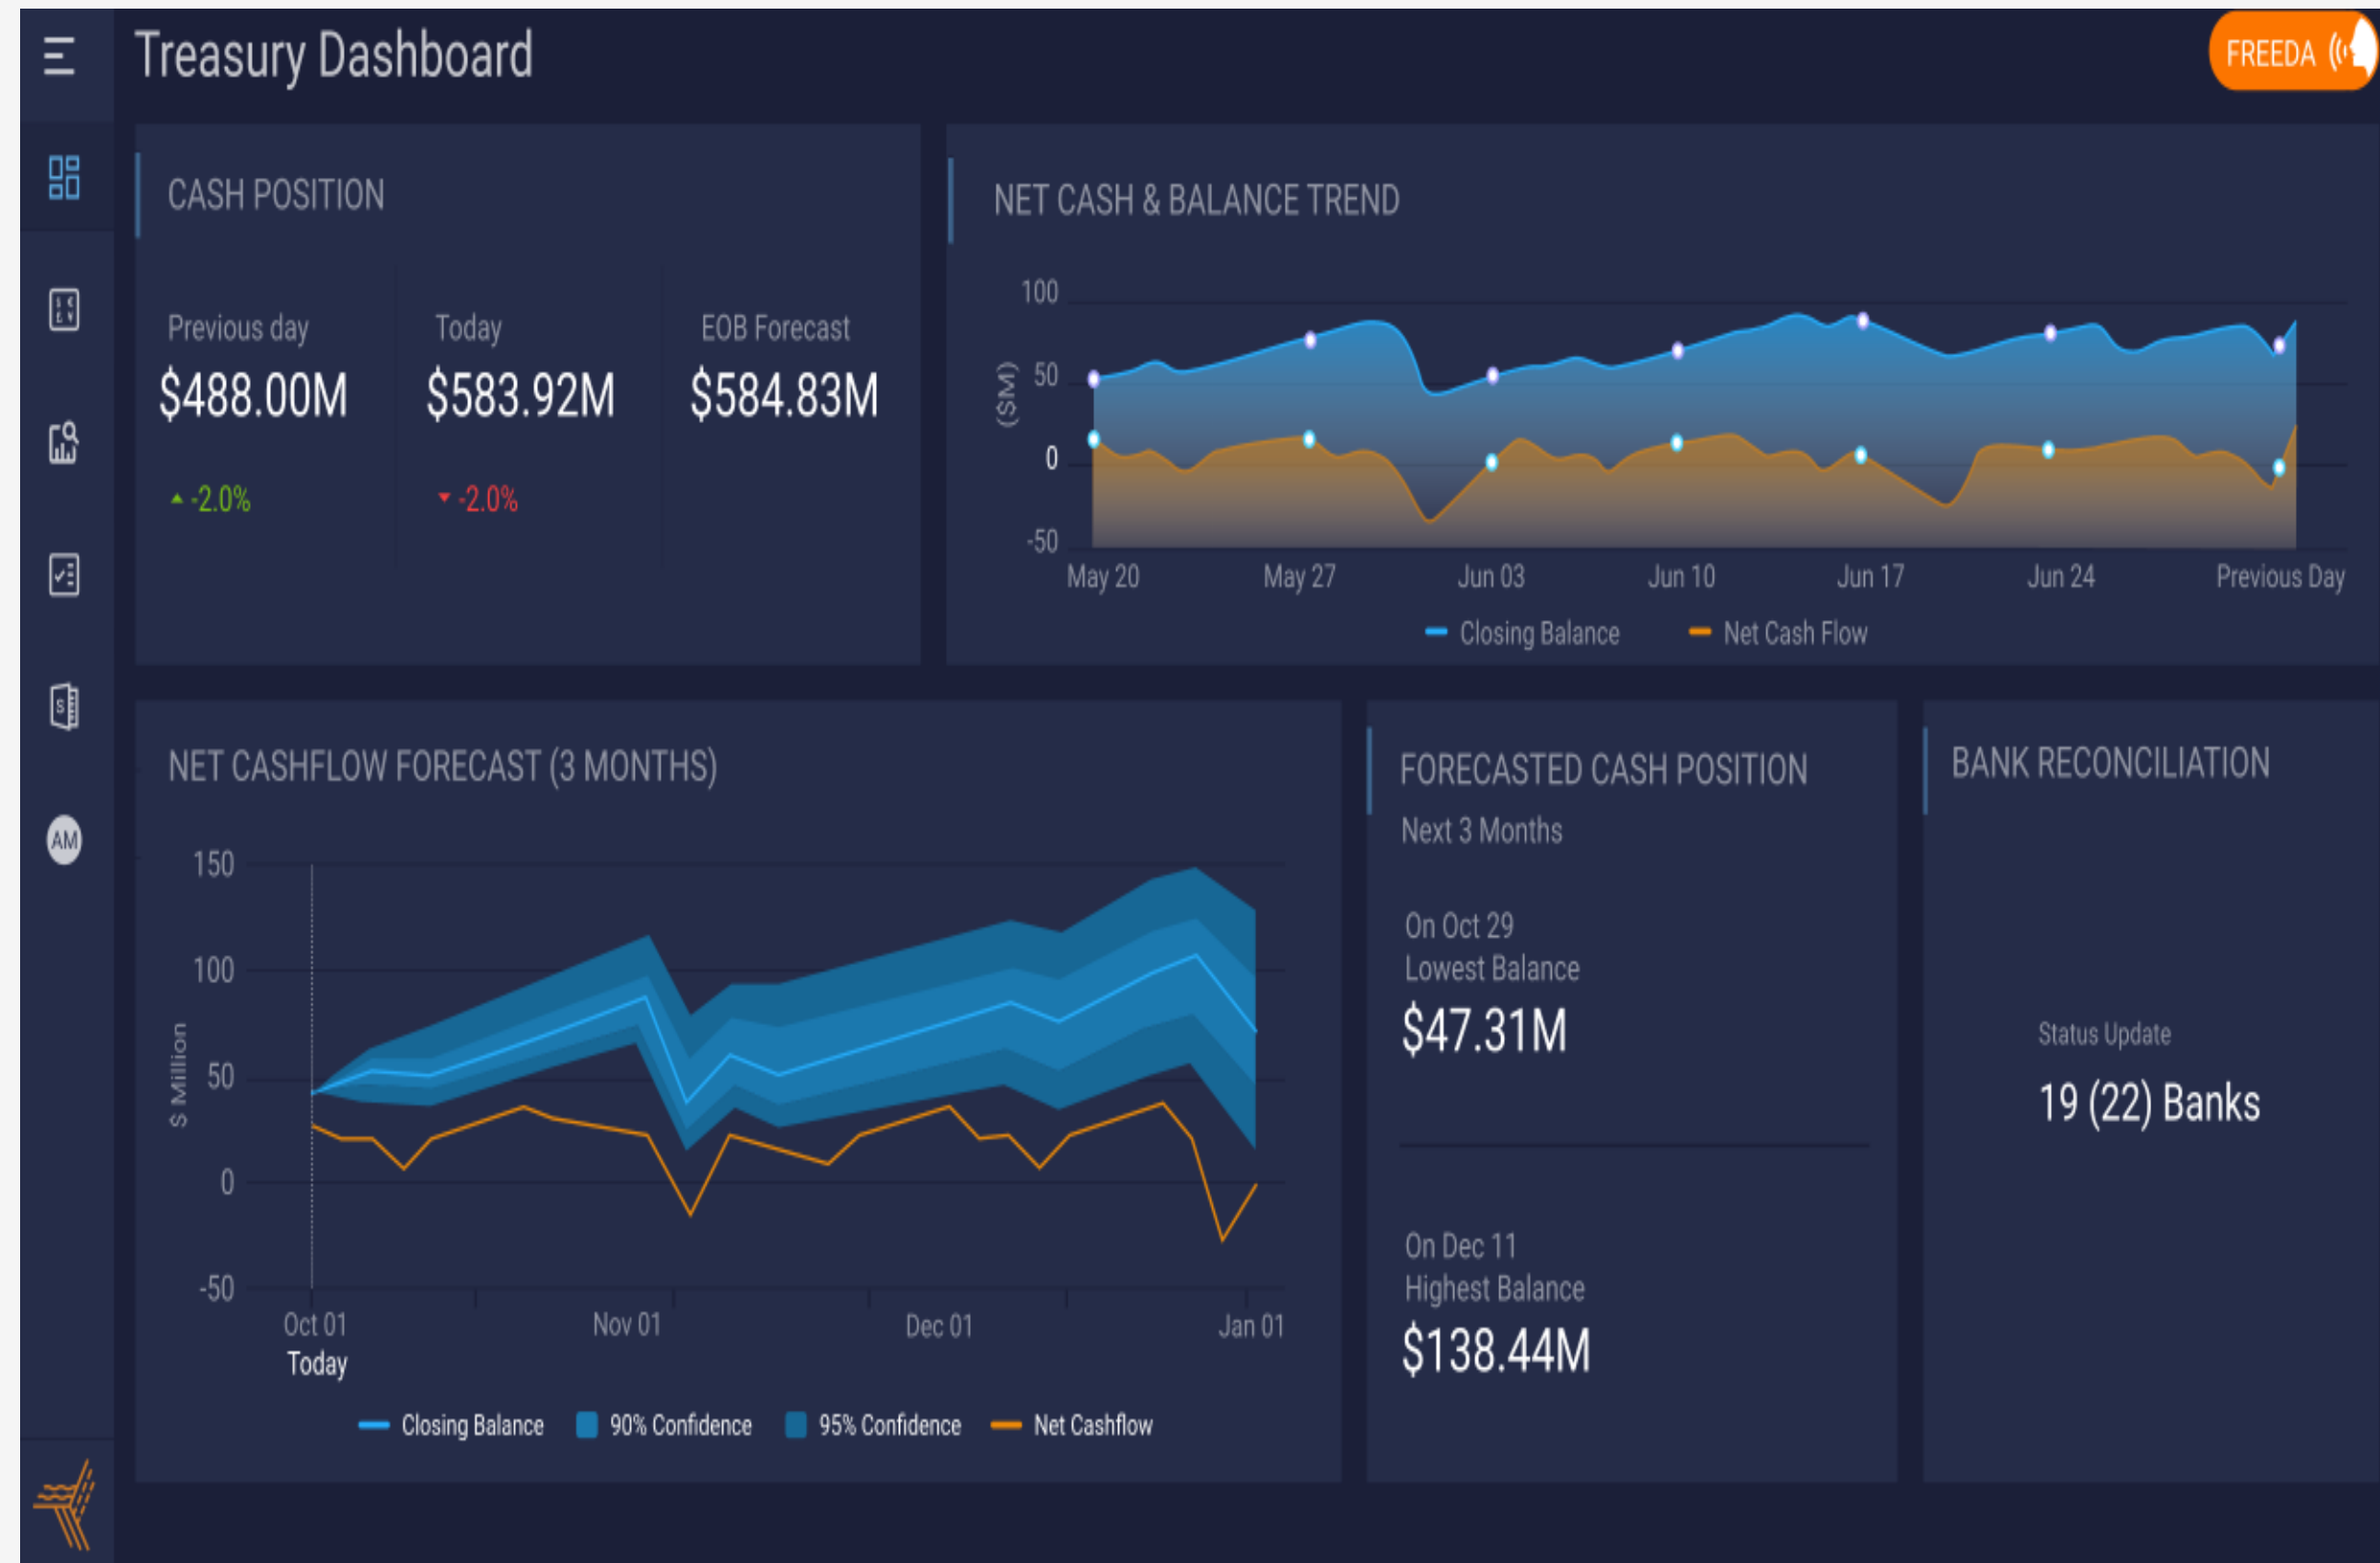 Treasury Dashboard
FREEDA
CASH POSITION
Previous day
$488.00M
-2.0%
Today
$583.92M
-2.0%
EOB Forecast
$584.83M
NET CASH & BALANCE TREND
($M)
100
50
0
-50
May 20
May 27
Jun 03
Jun 10
Jun 17
Jun 24
Previous Day
Closing Balance
Net Cash Flow
AM
NET CASHFLOW FORECAST (3 MONTHS)
$ Million
150
100
50
0
-50
Oct 01
Today
Nov 01
Dec 01
Jan 01
Closing Balance
90% Confidence
95% Confidence
Net Cashflow
FORECASTED CASH POSITION
Next 3 Months
On Oct 29
Lowest Balance
$47.31M
On Dec 11
Highest Balance
$138.44M
BANK RECONCILIATION
Status Update
19 (22) Banks